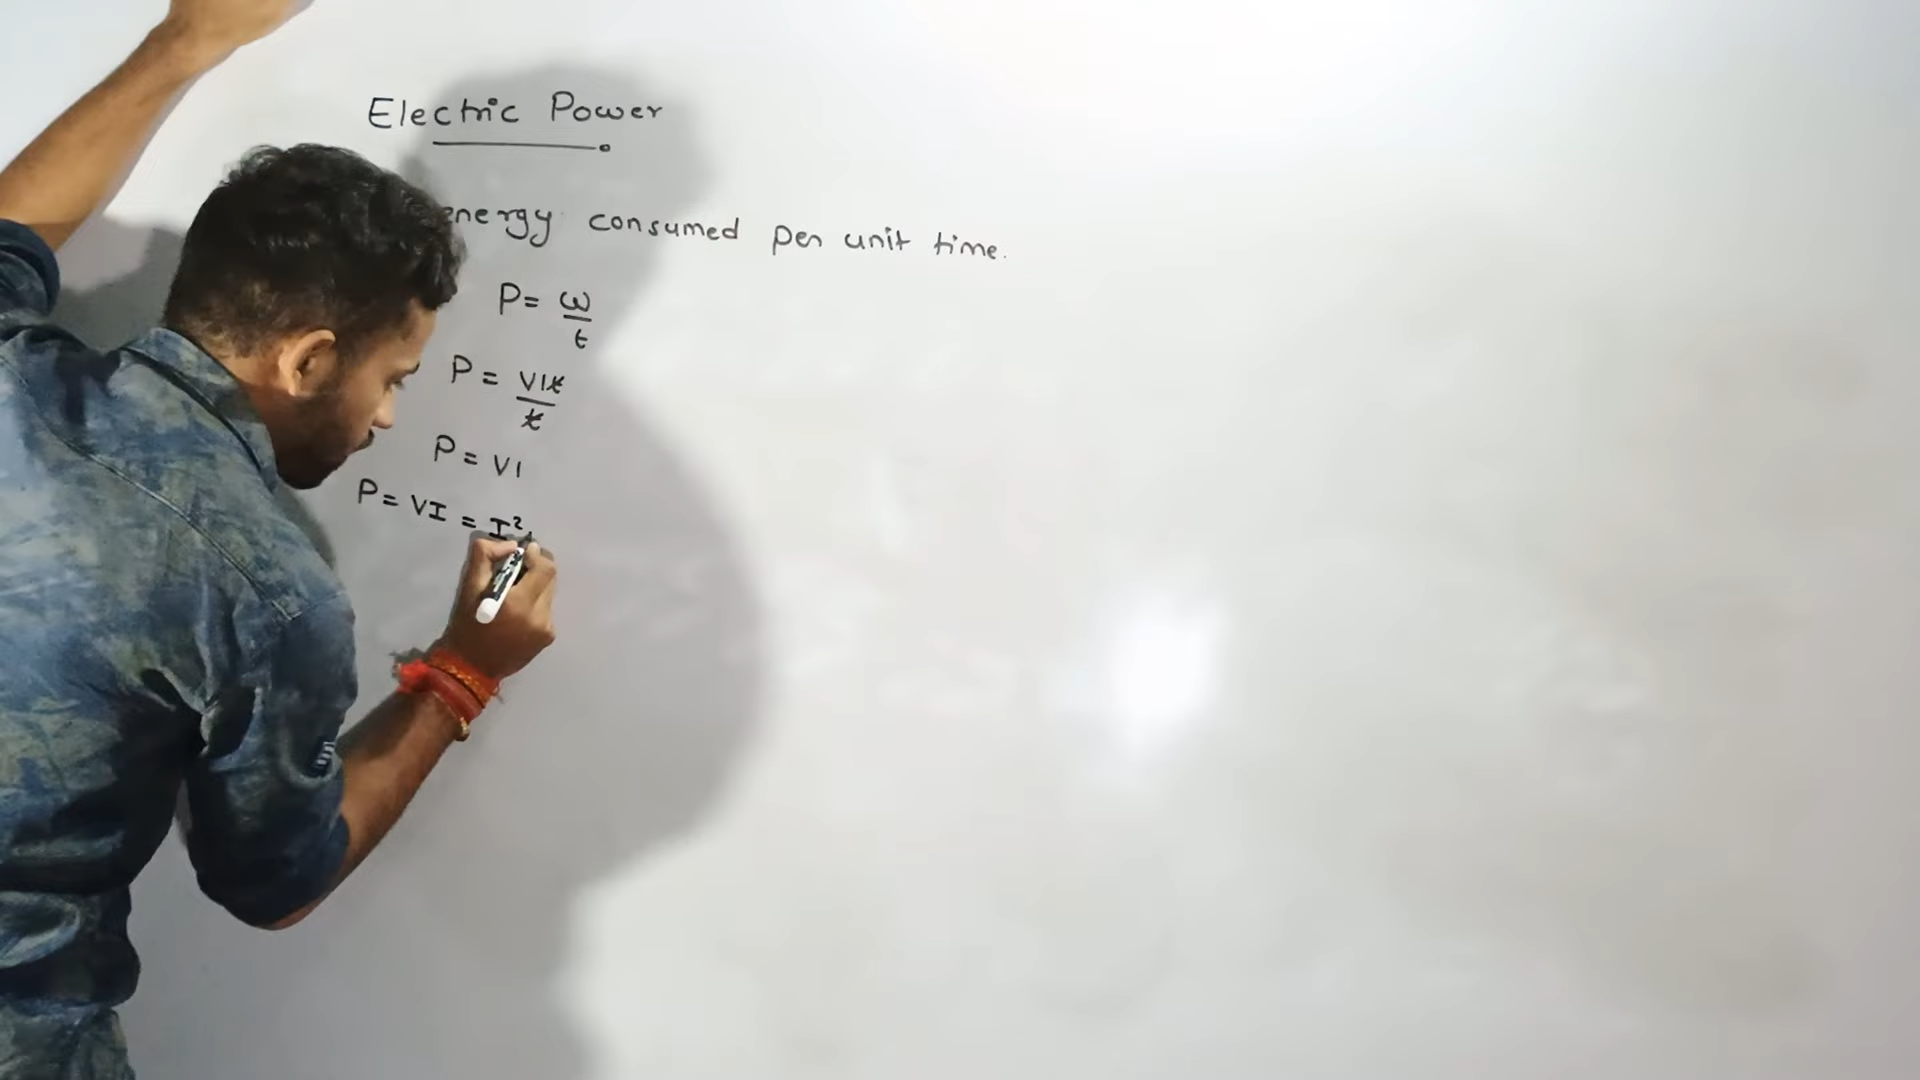 Electric Power
energy consumed per unit time.
P = W/t
P = VIt/t
P = VI
P = VI = I²